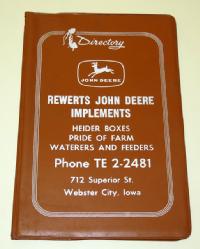 Directory
JOHN DEERE
REWERTS JOHN DEERE
IMPLEMENTS
HEIDER BOXES
PRIDE OF FARM
WATERERS AND FEEDERS
Phone TE 2-2481
712 Superior St.
Webster City, Iowa